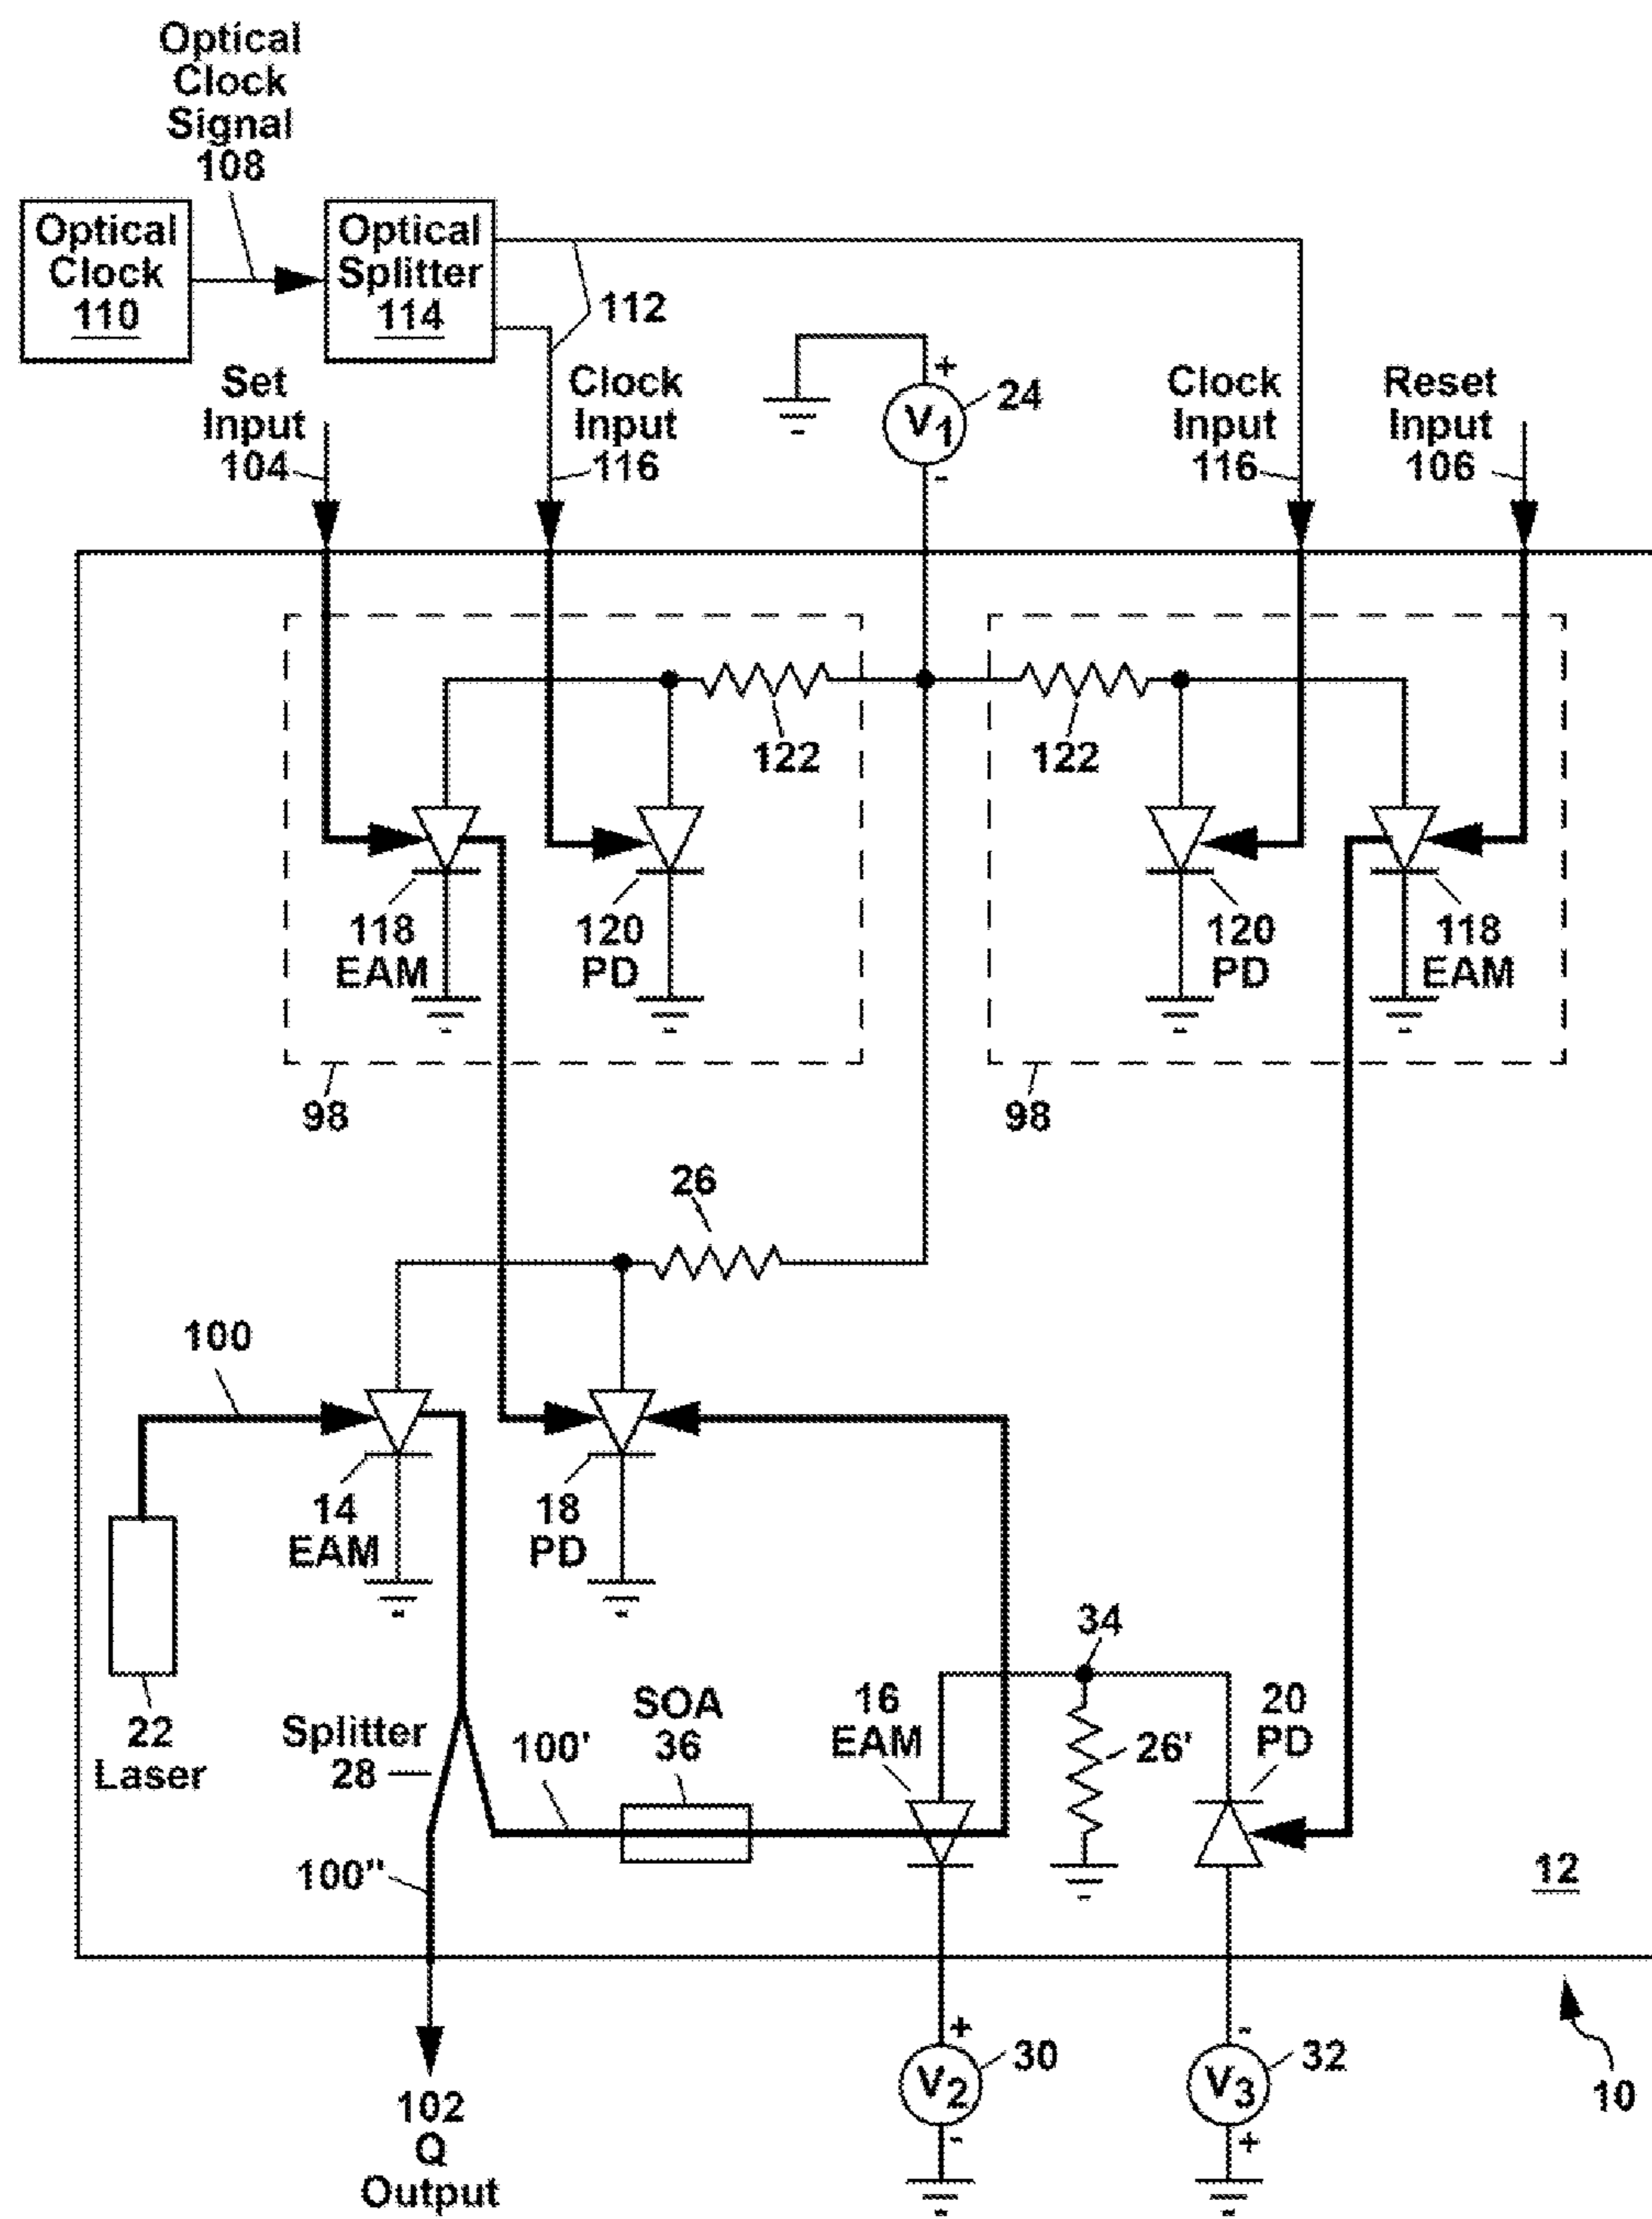 Optical
Clock
Signal
108
Optical
Clock
110
Optical
Splitter
114
112
Set
Input
104
Clock
Input
116
+
V1
-
24
Clock
Input
116
Reset
Input
106
122
122
118
EAM
120
PD
120
PD
118
EAM
98
98
26
100
14
EAM
18
PD
22
Laser
Splitter
28
100'
100"
SOA
36
16
EAM
34
26'
20
PD
12
102
Q
Output
+
V2
-
30
-
V3
+
32
10